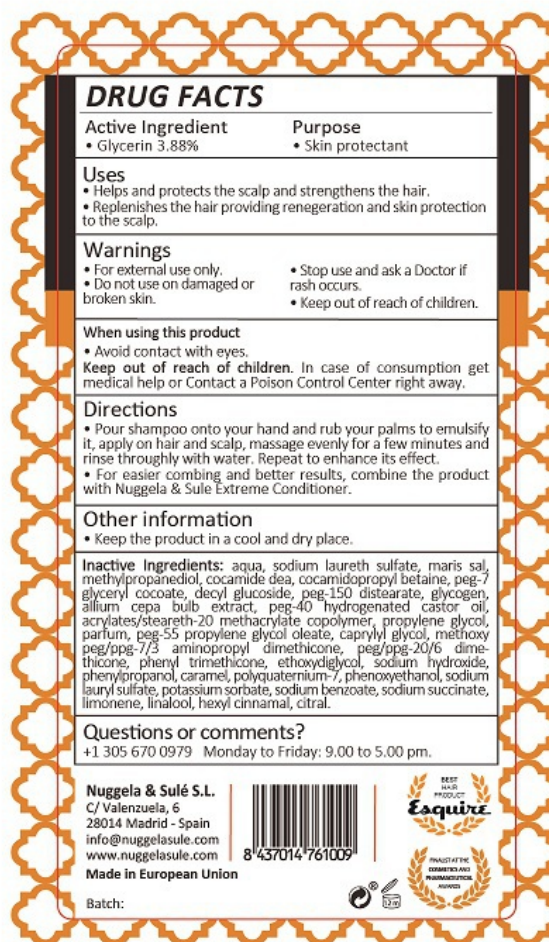 DRUG FACTS
Active Ingredient
• Glycerin 3.88%
Purpose
• Skin protectant
Uses
• Helps and protects the scalp and strengthens the hair.
• Replenishes the hair providing renegeration and skin protection
to the scalp.
Warnings
• For external use only.
• Do not use on damaged or
broken skin.
• Stop use and ask a Doctor if
rash occurs.
• Keep out of reach of children.
When using this product
• Avoid contact with eyes.
Keep out of reach of children. In case of consumption get
medical help or Contact a Poison Control Center right away.
Directions
• Pour shampoo onto your hand and rub your palms to emulsify
it, apply on hair and scalp, massage evenly for a few minutes and
rinse throughly with water. Repeat to enhance its effect.
• For easier combing and better results, combine the product
with Nuggela & Sule Extreme Conditioner.
Other information
• Keep the product in a cool and dry place.
Inactive Ingredients: aqua, sodium laureth sulfate, maris sal,
methylpropanediol, cocamide dea, cocamidopropyl betaine, peg-7
glyceryl cocoate, decyl glucoside, peg-150 distearate, glycogen,
allium cepa bulb extract, peg-40 hydrogenated castor oil,
acrylates/steareth-20 methacrylate copolymer, propylene glycol,
parfum, peg-55 propylene glycol oleate, caprylyl glycol, methoxy
peg/ppg-7/3 aminopropyl dimethicone, peg/ppg-20/6 dime-
thicone, phenyl trimethicone, ethoxydiglycol, sodium hydroxide,
phenylpropanol, caramel, polyquaternium-7, phenoxyethanol, sodium
lauryl sulfate, potassium sorbate, sodium benzoate, sodium succinate,
limonene, linalool, hexyl cinnamal, citral.
Questions or comments?
+1 305 670 0979 Monday to Friday: 9.00 to 5.00 pm.
Nuggela & Sulé S.L.
C/ Valenzuela, 6
28014 Madrid - Spain
info@nuggelasule.com
www.nuggelasule.com
Made in European Union
Batch:
8 437014 761009
BEST
HAIR
PRODUCT
Esquire
FINALIST AT THE
COSMETICS AND
PHARMACEUTICAL
AWARDS
®
12 m